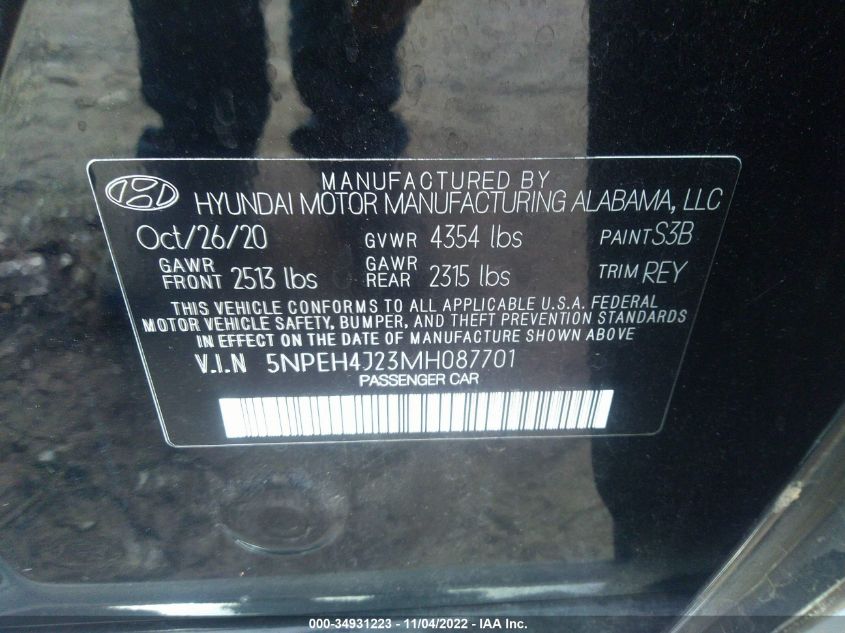 MANUFACTURED BY
HYUNDAI MOTOR MANUFACTURING ALABAMA, LLC
Oct/26/20 GVWR 4354 lbs PAINT S3B
GAWR FRONT 2513 lbs GAWR REAR 2315 lbs TRIM REY
THIS VEHICLE CONFORMS TO ALL APPLICABLE U.S.A. FEDERAL
MOTOR VEHICLE SAFETY, BUMPER, AND THEFT PREVENTION STANDARDS
IN EFFECT ON THE DATE OF MANUFACTURE SHOWN ABOVE
V.I.N 5NPEH4J23MH087701
PASSENGER CAR
000-34931223 - 11/04/2022 - IAA Inc.